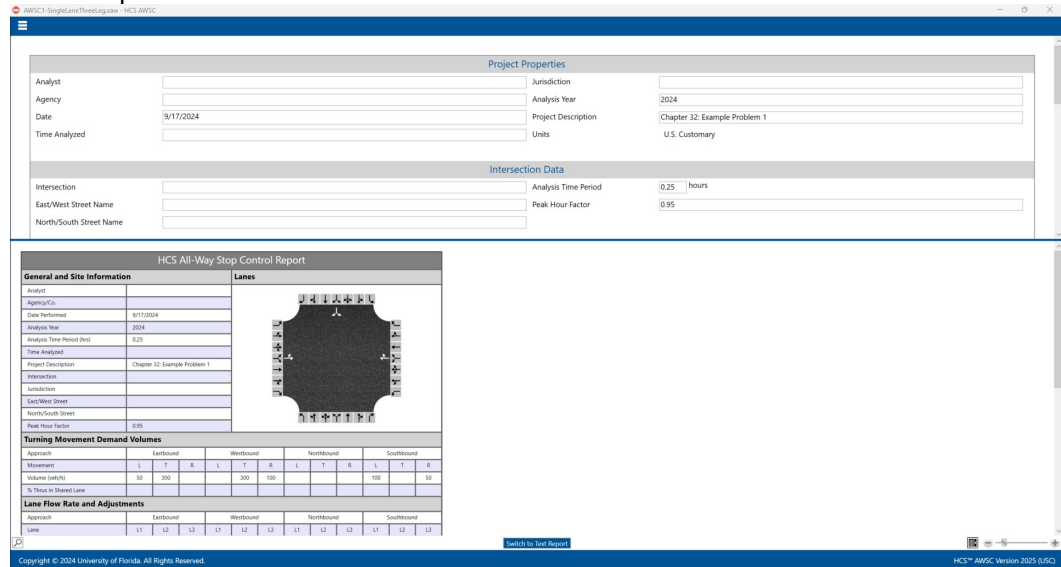 AWSC1-SingleLaneThreeLeg.xaw - HCS AWSC
Project Properties
Analyst Jurisdiction
Agency Analysis Year 2024
Date 9/17/2024 Project Description Chapter 32: Example Problem 1
Time Analyzed Units U.S. Customary
Intersection Data
Intersection Analysis Time Period 0.25 hours
East/West Street Name Peak Hour Factor 0.95
North/South Street Name
HCS All-Way Stop Control Report
General and Site Information Lanes
Analyst
Agency/Co.
Date Performed 9/17/2024
Analysis Year 2024
Analysis Time Period (hrs) 0.25
Time Analyzed
Project Description Chapter 32: Example Problem 1
Intersection
Jurisdiction
East/West Street
North/South Street
Peak Hour Factor 0.95
Turning Movement Demand Volumes
Approach Eastbound Westbound Northbound Southbound
Movement L T R L T R L T R L T R
Volume (veh/h) 50 300 300 100 100 50
% Thrus in Shared Lane
Lane Flow Rate and Adjustments
Approach Eastbound Westbound Northbound Southbound
Lane L1 L2 L3 L1 L2 L3 L1 L2 L3 L1 L2 L3
Switch to Text Report
Copyright © 2024 University of Florida. All Rights Reserved. HCS™ AWSC Version 2025 (USC)